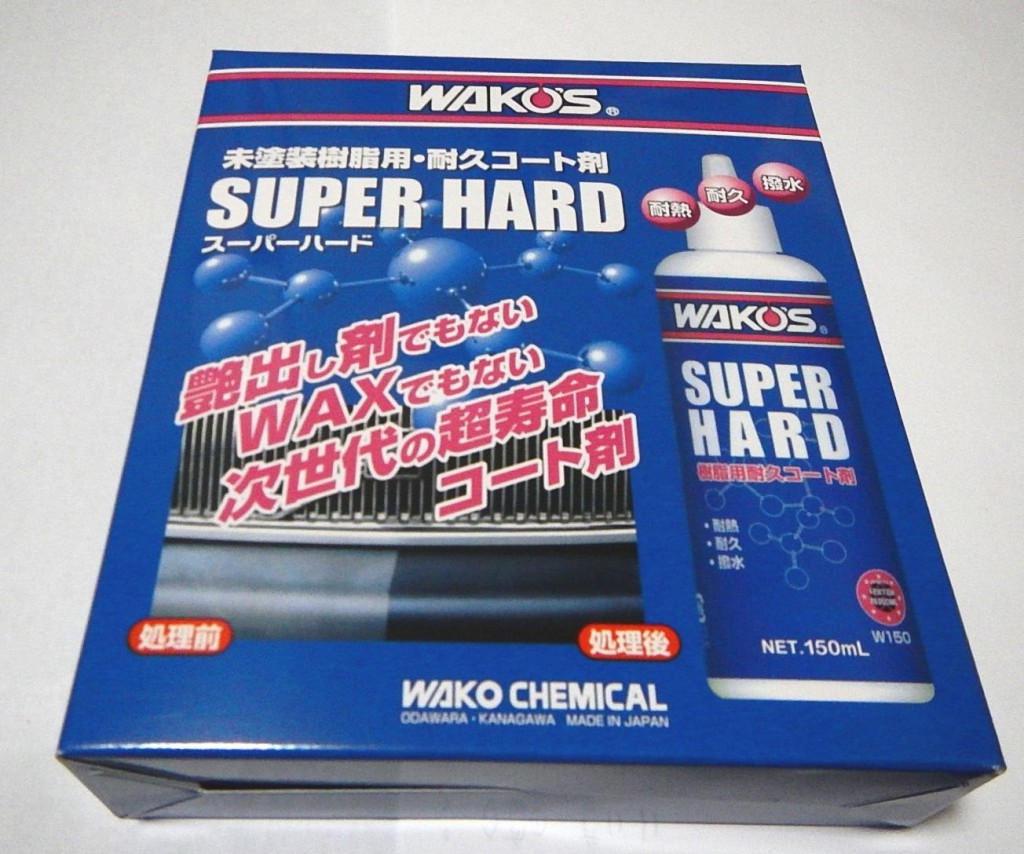 WAKO'S®
未塗装樹脂用・耐久コート剤
SUPER HARD
スーパーハード
耐熱
耐久
撥水
艶出し剤でもない
WAXでもない
次世代の超寿命
コート剤
処理前
処理後
WAKO CHEMICAL
ODAWARA・KANAGAWA MADE IN JAPAN
WAKO'S®
SUPER
HARD
樹脂用耐久コート剤
・耐熱
・耐久
・撥水
W150
NET.150mL